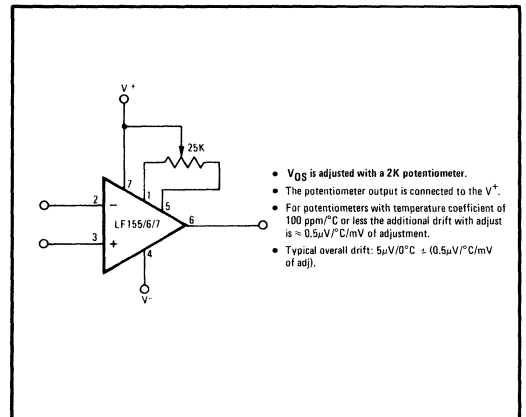 V+
25K
7
1
2
−
LF155/6/7
5
6
3
+
4
V−
• VOS is adjusted with a 2K potentiometer.
• The potentiometer output is connected to the V+.
• For potentiometers with temperature coefficient of
100 ppm/°C or less the additional drift with adjust
is ≈ 0.5μV/°C/mV of adjustment.
• Typical overall drift: 5μV/0°C ± (0.5μV/°C/mV
of adj).